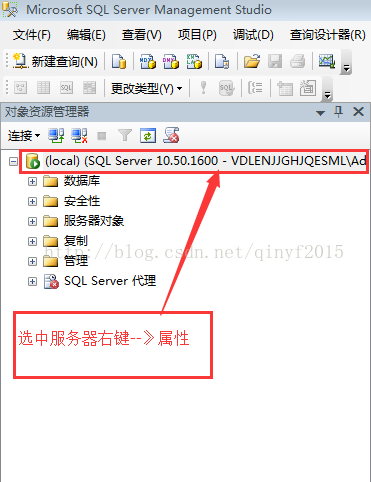 Microsoft SQL Server Management Studio
文件(F) 编辑(E) 查看(V) 项目(P) 调试(D) 查询设计器(R)
新建查询(N)
更改类型(Y)
对象资源管理器
连接
(local) (SQL Server 10.50.1600 - VDLENJJGHJQESML\Ad
数据库
安全性
服务器对象
复制
http://blog.csdn.net/qinyf2015
管理
SQL Server 代理
选中服务器右键--》属性